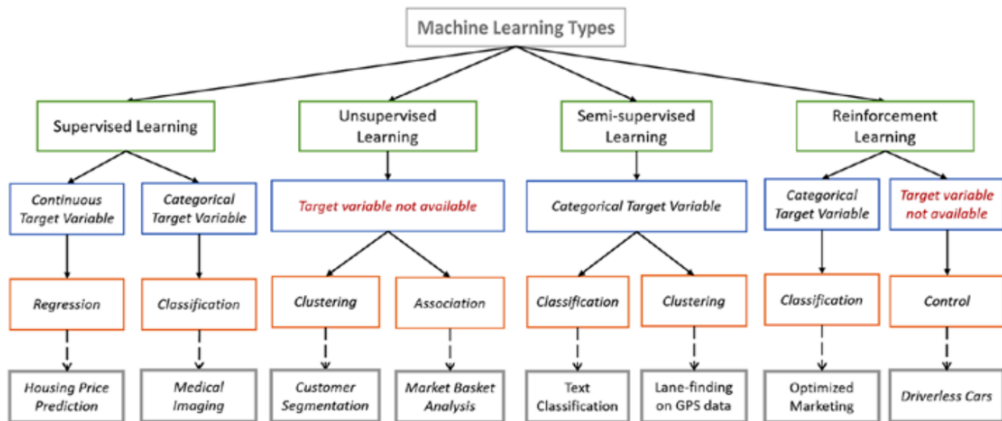 Machine Learning Types
Supervised Learning
Unsupervised
Learning
Semi-supervised
Learning
Reinforcement
Learning
Continuous
Target Variable
Categorical
Target Variable
Target variable not available
Categorical Target Variable
Categorical
Target Variable
Target variable
not available
Regression
Classification
Clustering
Association
Classification
Clustering
Classification
Control
Housing Price
Prediction
Medical
Imaging
Customer
Segmentation
Market Basket
Analysis
Text
Classification
Lane-finding
on GPS data
Optimized
Marketing
Driverless Cars